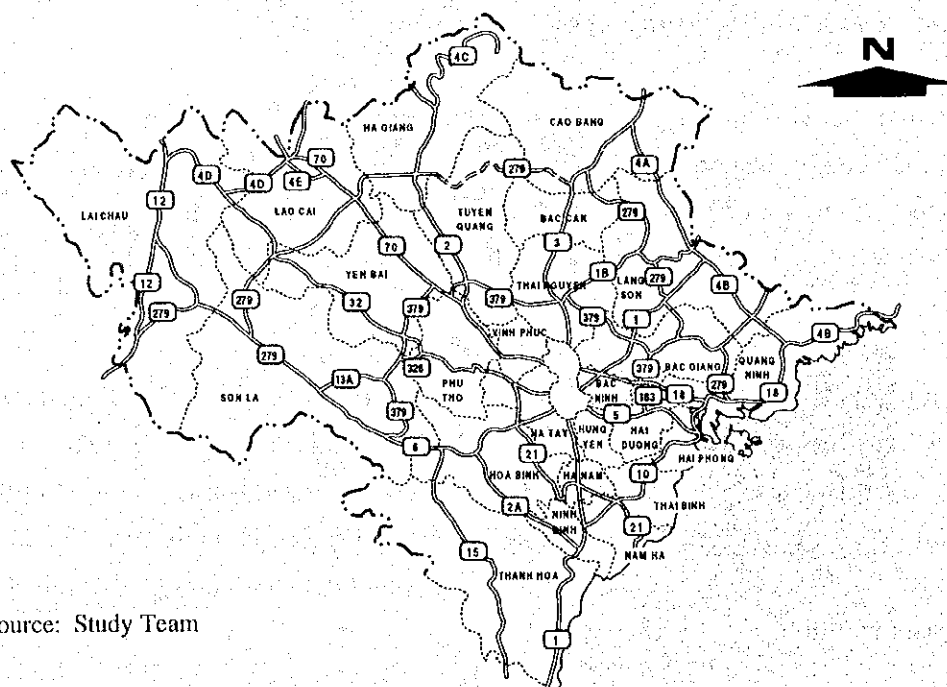 N
4C
HA GIANG
CAO BANG
70
4D
4D
4E
279
4A
12
LAI CHAU
LAO CAI
TUYEN
QUANG
BAC CAN
279
2
3
70
1B
YEN BAI
THAI NGUYEN
LANG
SON
279
12
279
279
32
379
379
4B
279
VINH PHUC
379
1
4B
326
379
BAC GIANG
QUANG
NINH
279
13A
PHU
THO
BAC
NINH
183
18
279
18
SON LA
379
5
6
HA TAY
HUNG
YEN
HAI
DUONG
HAI PHONG
21
HOA BINH
HA NAM
10
2A
NINH
BINH
THAI BINH
21
NAM HA
15
THANH HOA
1
ource: Study Team